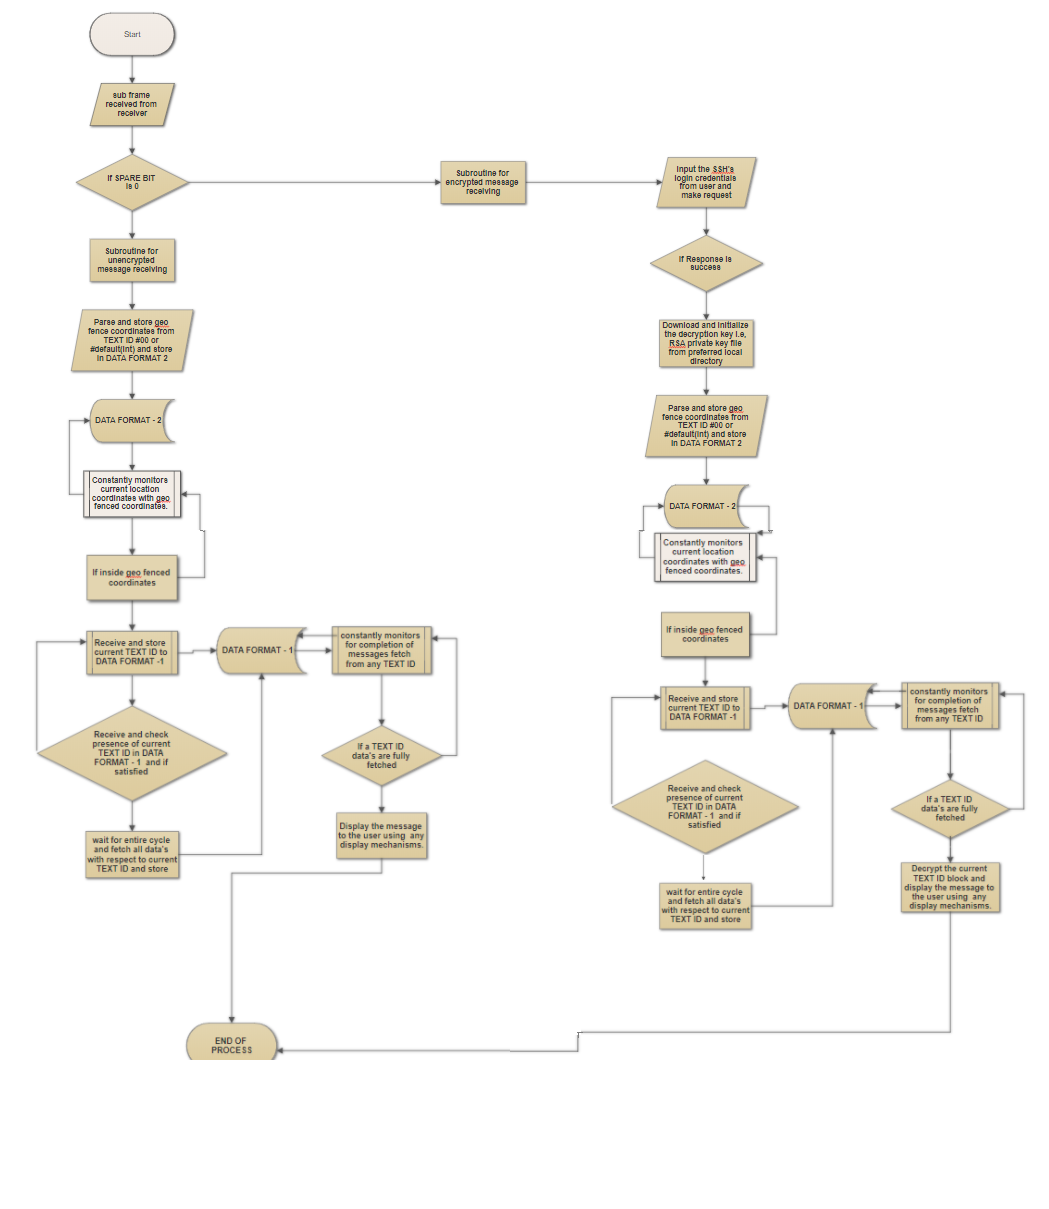 Start
sub frame
received from
receiver
If SPARE BIT
is 0
Subroutine for
encrypted message
receiving
Input the SSH's
login credentials
from user and
make request
Subroutine for
unencrypted
message receiving
If Response is
success
Parse and store geo
fence coordinates from
TEXT ID #00 or
#default(int) and store
in DATA FORMAT 2
Download and initialize
the decryption key i.e,
RSA private key file
from preferred local
directory
DATA FORMAT - 2
Parse and store geo
fence coordinates from
TEXT ID #00 or
#default(int) and store
in DATA FORMAT 2
Constantly monitors
current location
coordinates with geo
fenced coordinates.
DATA FORMAT - 2
Constantly monitors
current location
coordinates with geo
fenced coordinates.
If inside geo fenced
coordinates
If inside geo fenced
coordinates
Receive and store
current TEXT ID to
DATA FORMAT -1
DATA FORMAT - 1
constantly monitors
for completion of
messages fetch
from any TEXT ID
Receive and store
current TEXT ID to
DATA FORMAT -1
DATA FORMAT - 1
constantly monitors
for completion of
messages fetch
from any TEXT ID
Receive and check
presence of current
TEXT ID in DATA
FORMAT - 1 and if
satisfied
If a TEXT ID
data's are fully
fetched
Receive and check
presence of current
TEXT ID in DATA
FORMAT - 1 and if
satisfied
If a TEXT ID
data's are fully
fetched
wait for entire cycle
and fetch all data's
with respect to current
TEXT ID and store
Display the message
to the user using any
display mechanisms.
wait for entire cycle
and fetch all data's
with respect to current
TEXT ID and store
Decrypt the current
TEXT ID block and
display the message to
the user using any
display mechanisms.
END OF
PROCESS